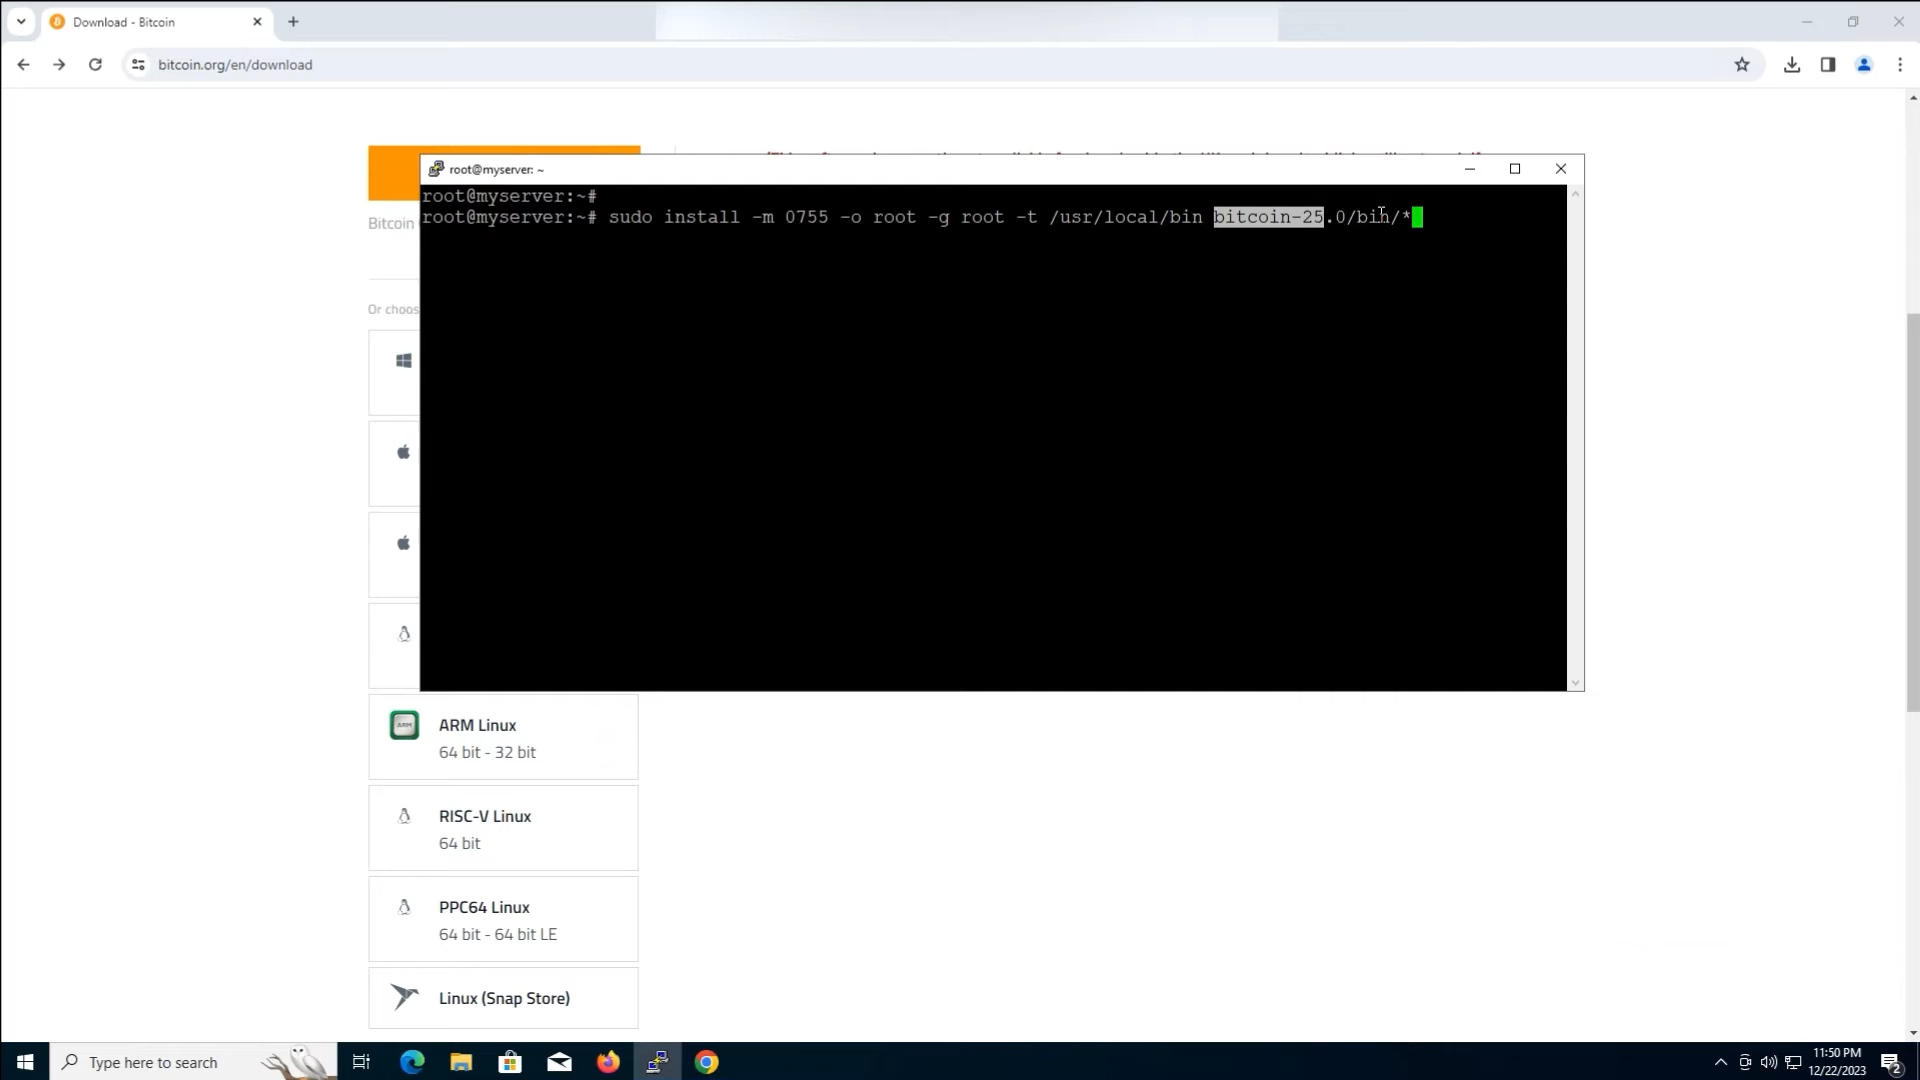 Download - Bitcoin
bitcoin.org/en/download
root@myserver: ~
root@myserver:~#
root@myserver:~# sudo install -m 0755 -o root -g root -t /usr/local/bin bitcoin-25.0/bin/*
Bitcoin
Or choos
ARM Linux
64 bit - 32 bit
RISC-V Linux
64 bit
PPC64 Linux
64 bit - 64 bit LE
Linux (Snap Store)
Type here to search
11:50 PM
12/22/2023
2